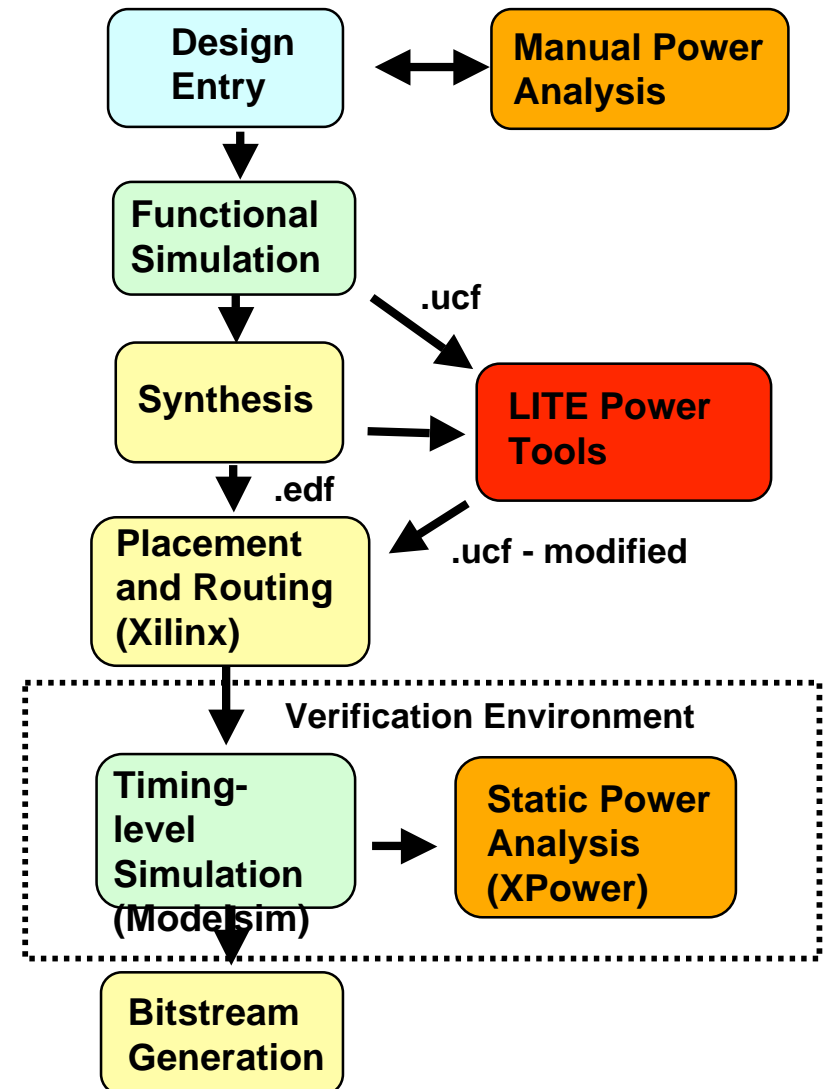 Design
Entry
Manual Power
Analysis
Functional
Simulation
.ucf
Synthesis
LITE Power
Tools
.edf
.ucf - modified
Placement
and Routing
(Xilinx)
Verification Environment
Timing-
level
Simulation
(Modelsim)
Static Power
Analysis
(XPower)
Bitstream
Generation